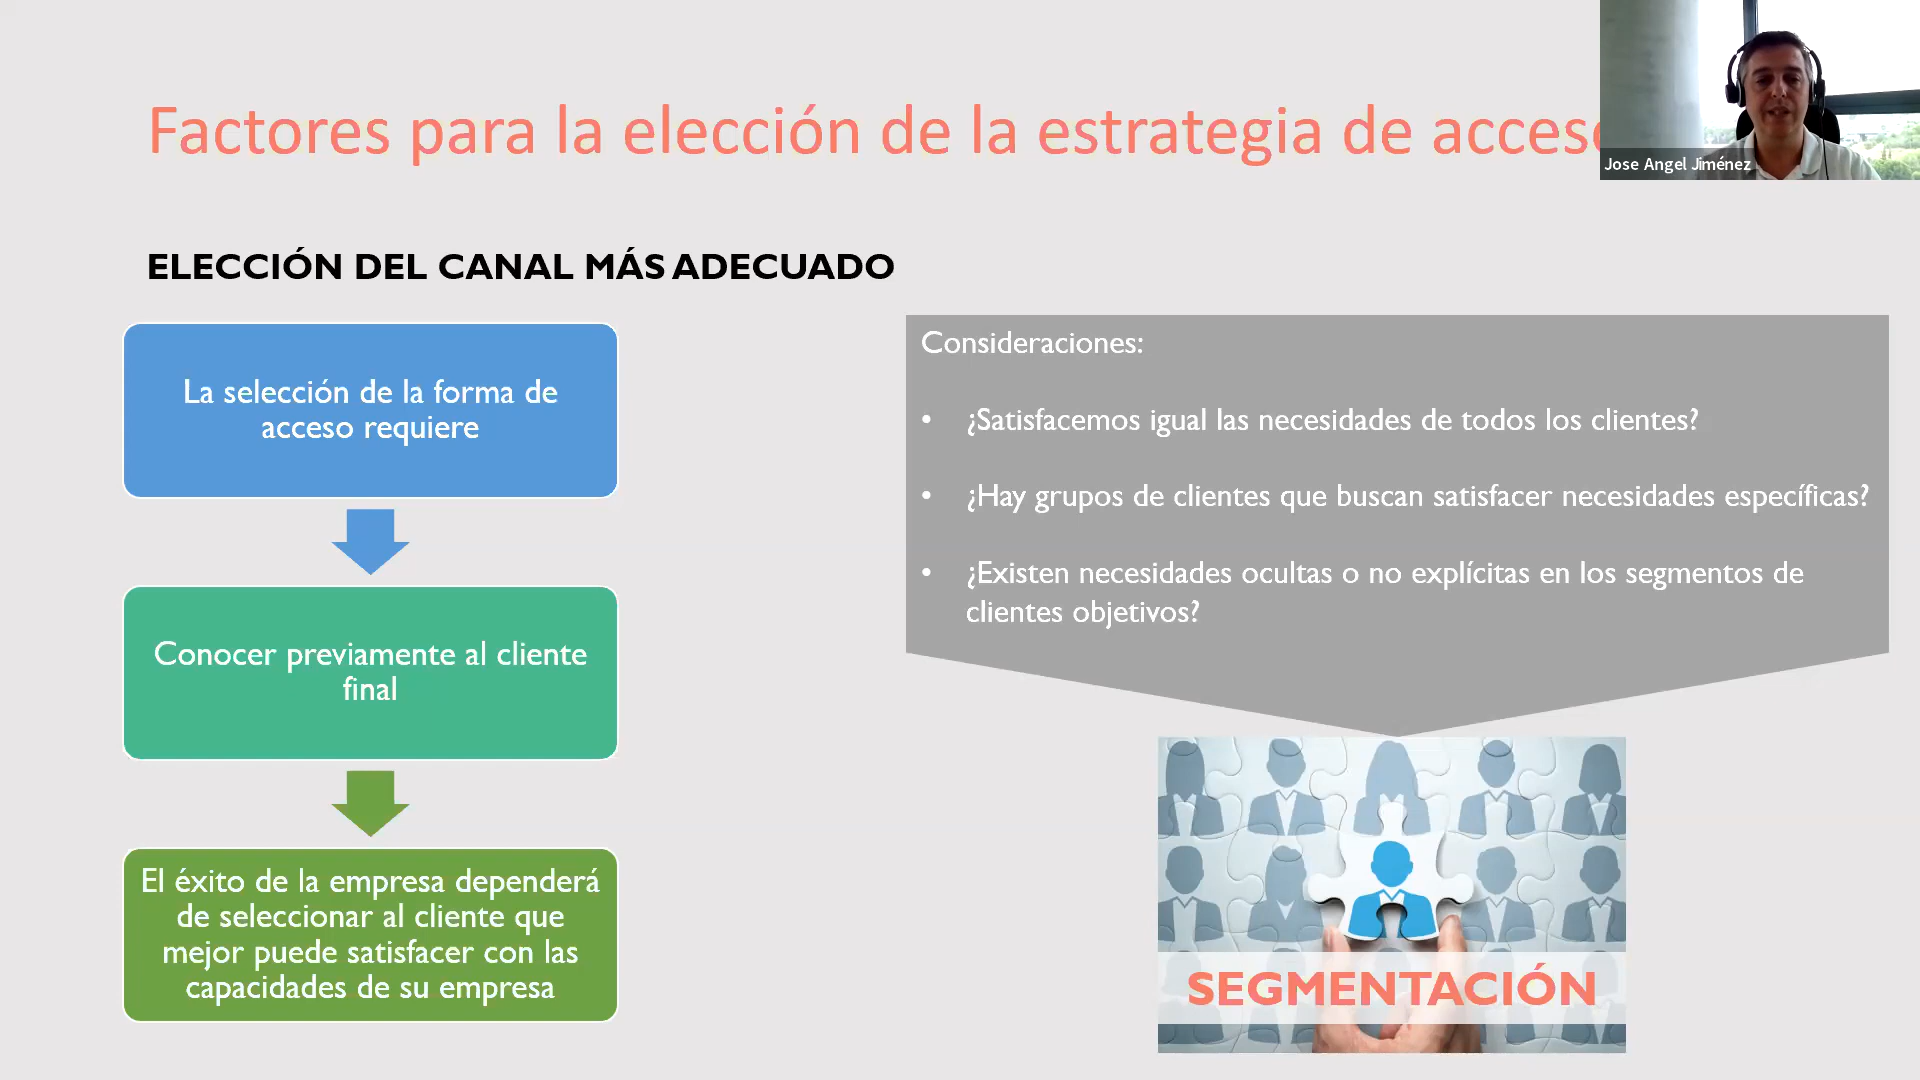 Factores para la elección de la estrategia de acceso
Jose Angel Jiménez
ELECCIÓN DEL CANAL MÁS ADECUADO
La selección de la forma de
acceso requiere
Conocer previamente al cliente
final
El éxito de la empresa dependerá
de seleccionar al cliente que
mejor puede satisfacer con las
capacidades de su empresa
Consideraciones:
• ¿Satisfacemos igual las necesidades de todos los clientes?
• ¿Hay grupos de clientes que buscan satisfacer necesidades específicas?
• ¿Existen necesidades ocultas o no explícitas en los segmentos de
clientes objetivos?
SEGMENTACIÓN